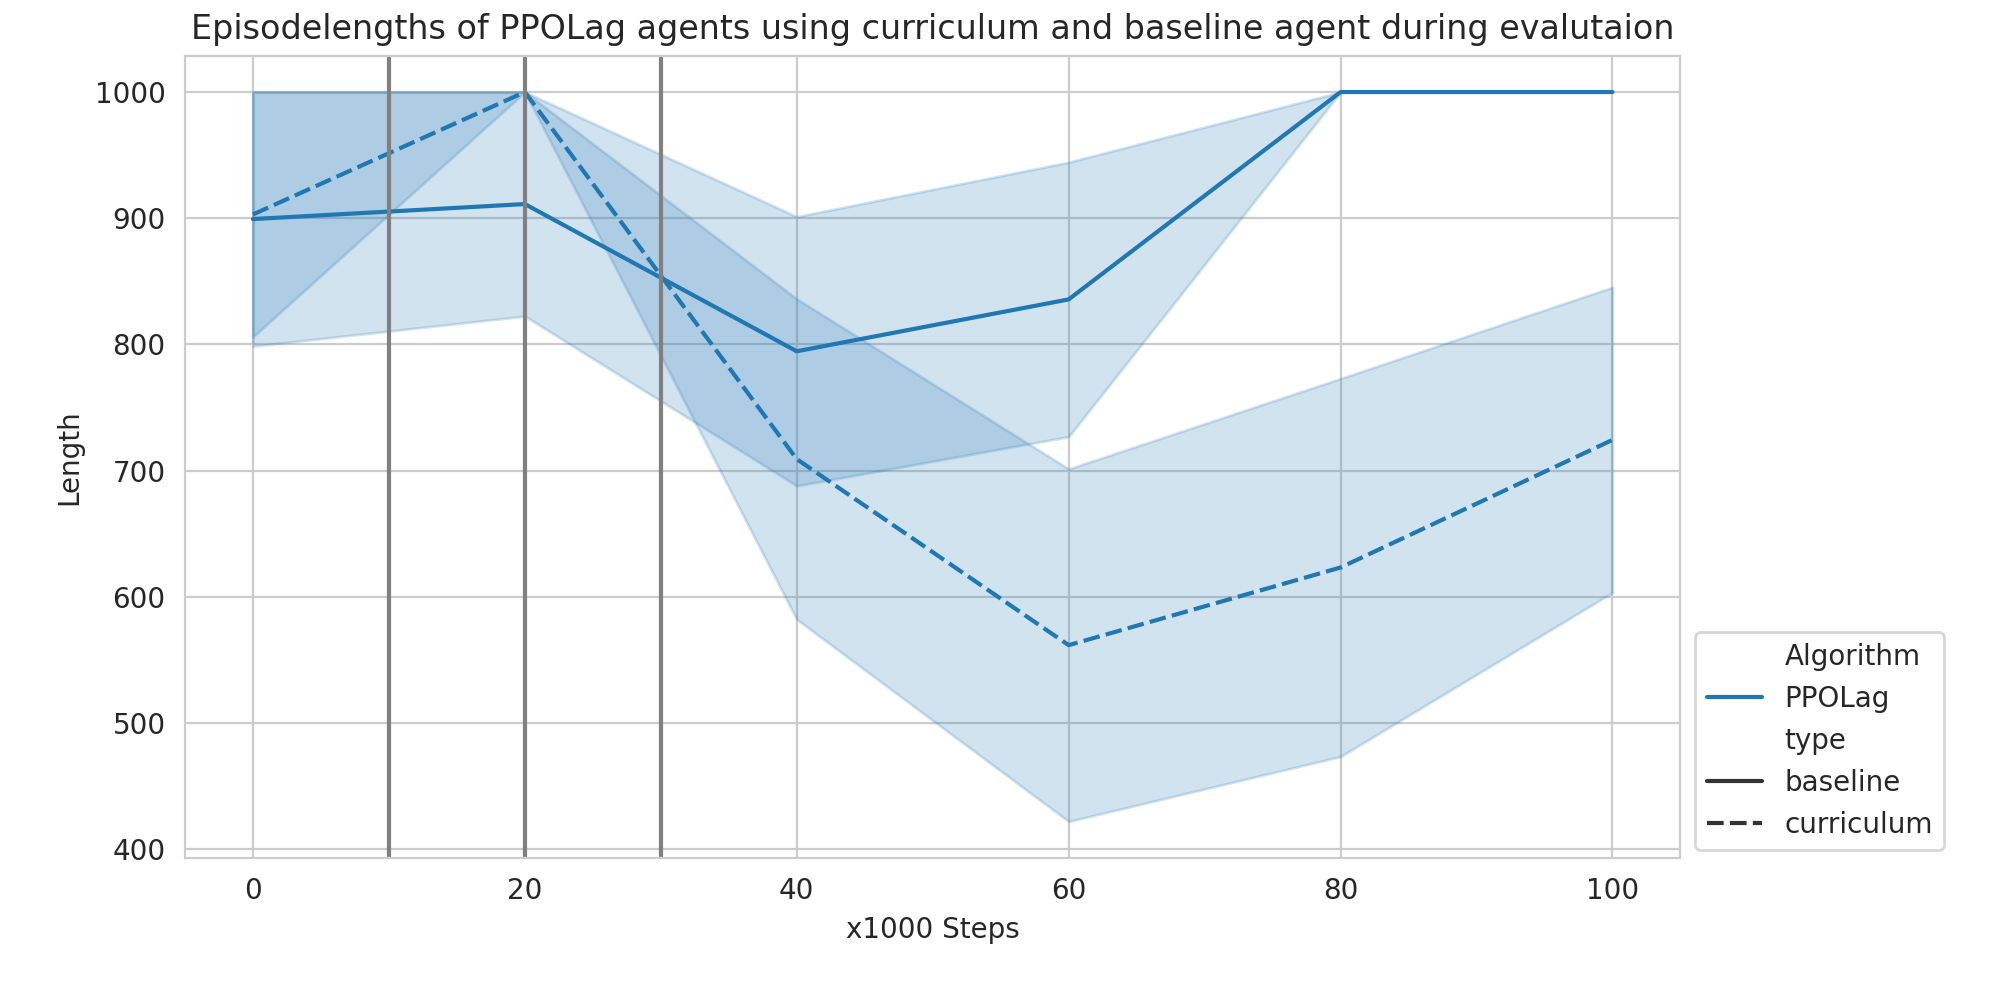 Episodelengths of PPOLag agents using curriculum and baseline agent during evalutaion
1000
900
800
700
600
500
400
Length
0 20 40 60 80 100
x1000 Steps
Algorithm
PPOLag
type
baseline
curriculum